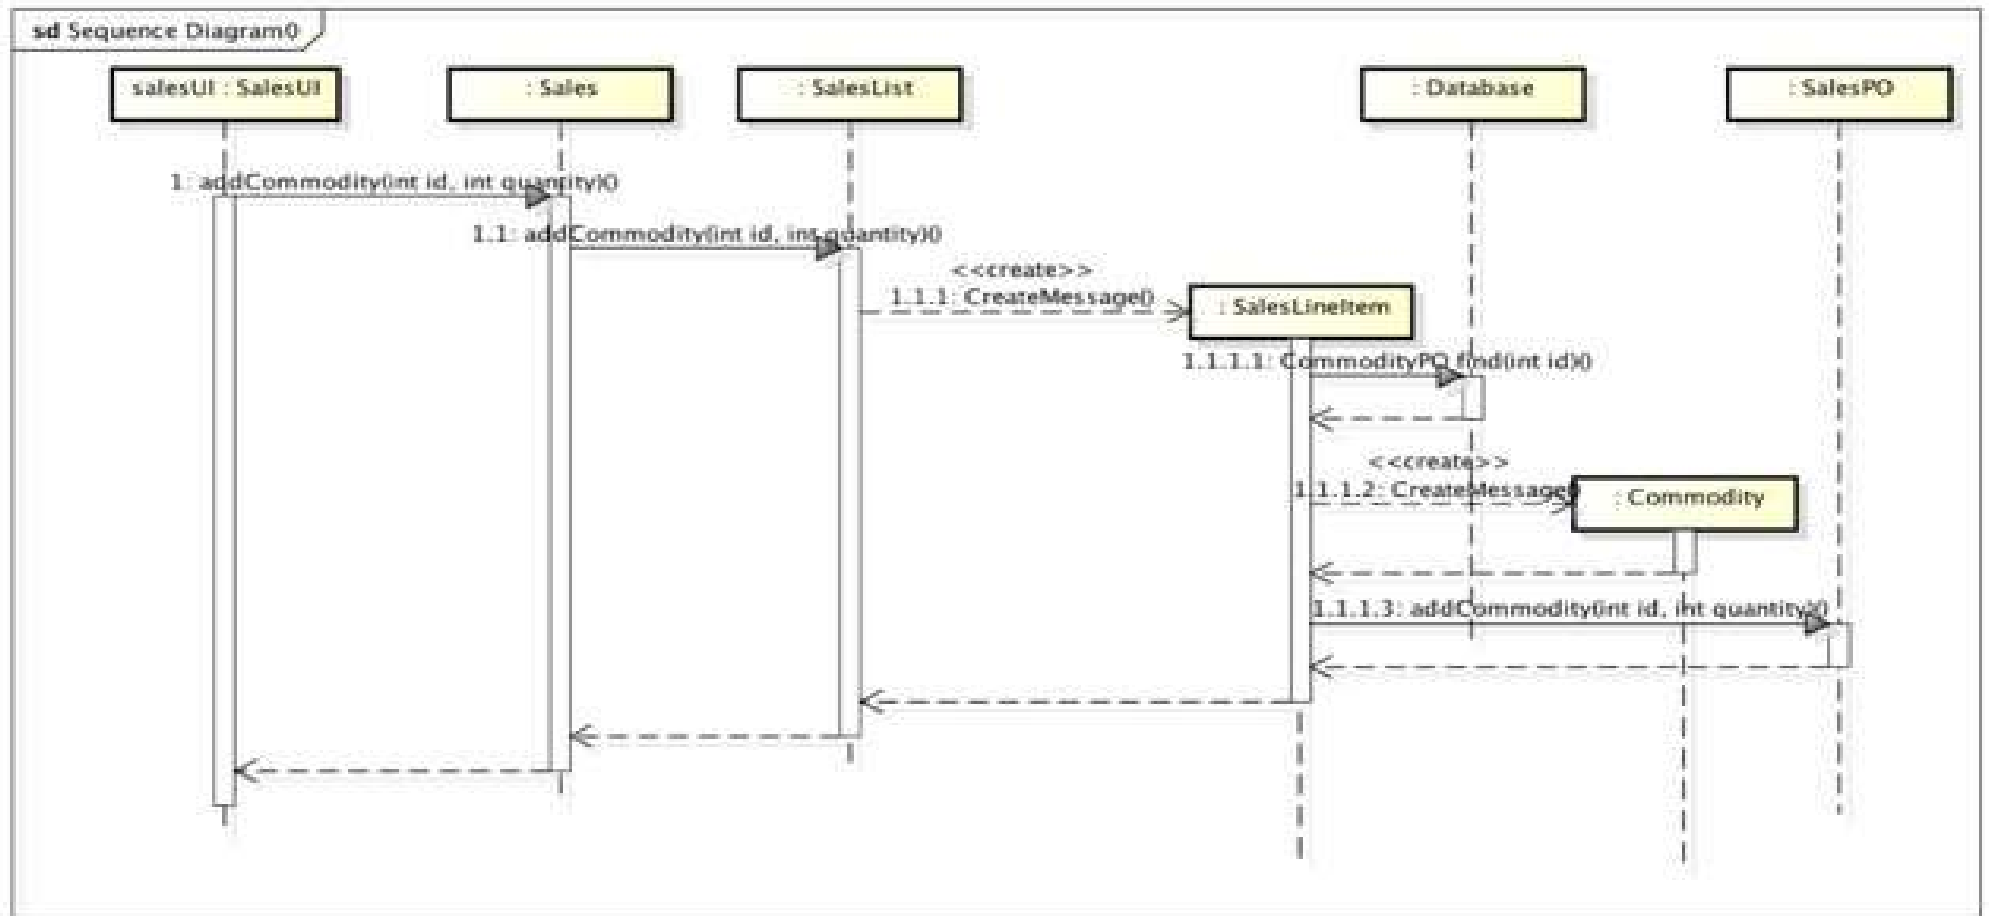 sd Sequence Diagram0
salesUI : SalesUI
: Sales
: SalesList
: Database
: SalesPO
1: addCommodity(int id, int quantity)()
1.1: addCommodity(int id, int quantity)()
<<create>>
1.1.1: CreateMessage()
: SalesLineItem
1.1.1.1: CommodityPO find(int id)()
<<create>>
1.1.1.2: CreateMessage()
: Commodity
1.1.1.3: addCommodity(int id, int quantity)()